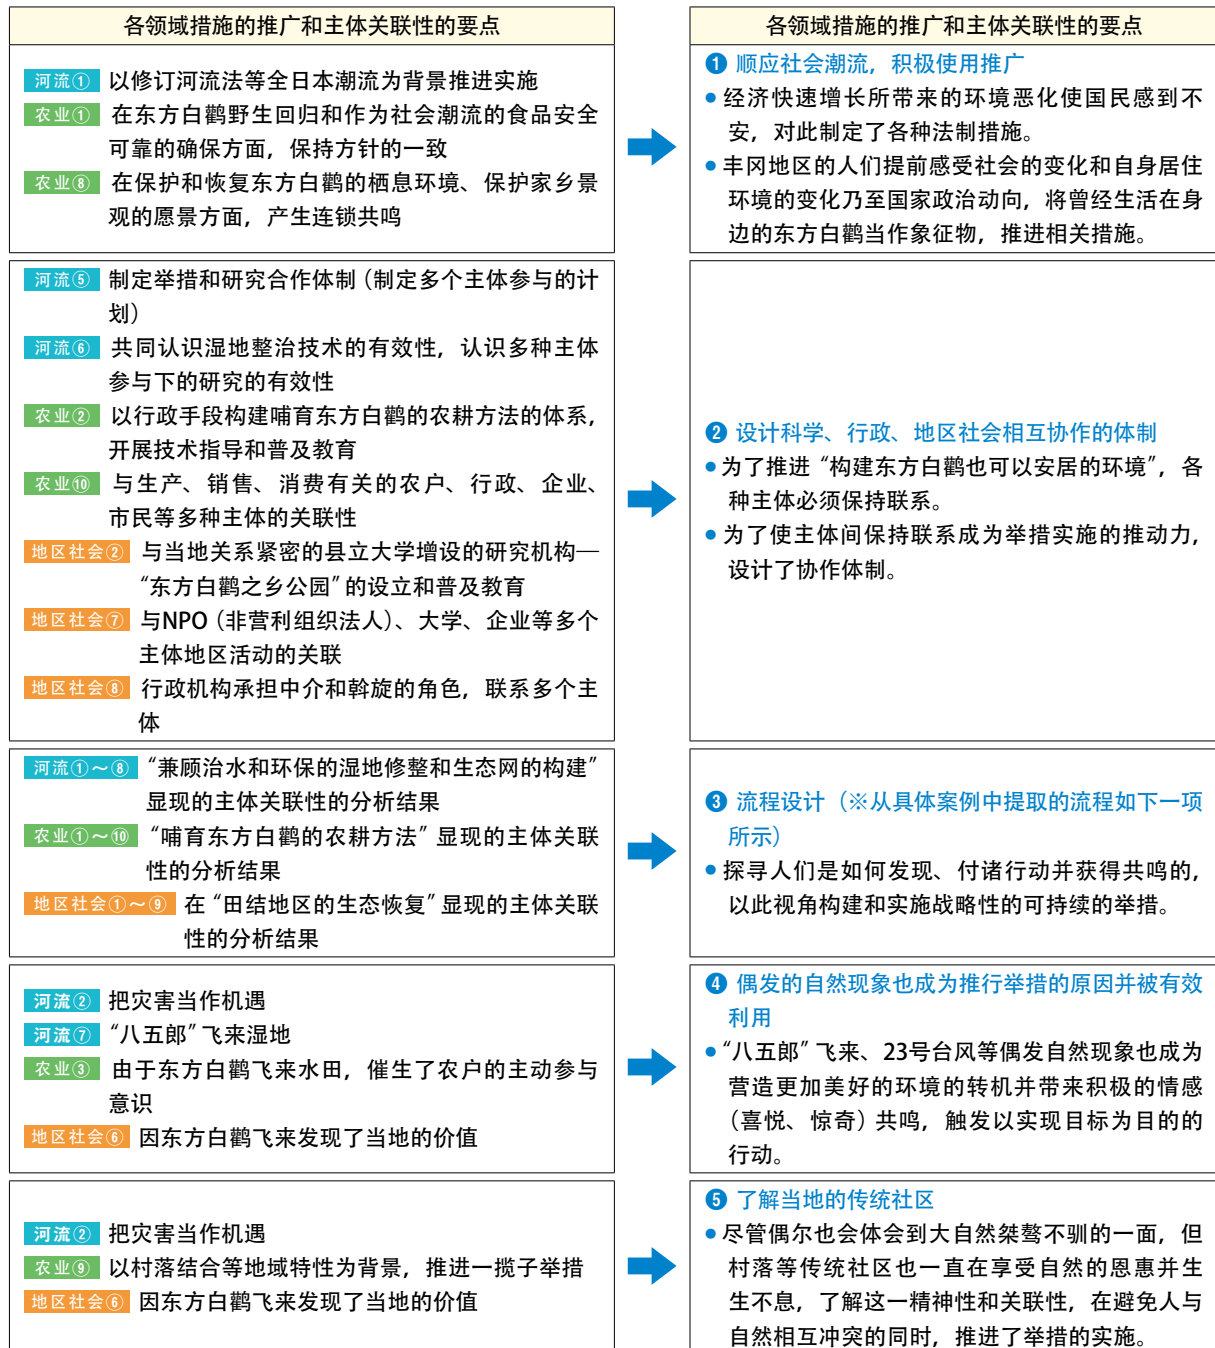 各领域措施的推广和主体关联性的要点
河流① 以修订河流法等全日本潮流为背景推进实施
农业① 在东方白鹳野生回归和作为社会潮流的食品安全
可靠的确保方面，保持方针的一致
农业⑧ 在保护和恢复东方白鹳的栖息环境、保护家乡景
观的愿景方面，产生连锁共鸣
各领域措施的推广和主体关联性的要点
❶ 顺应社会潮流，积极使用推广
● 经济快速增长所带来的环境恶化使国民感到不
安，对此制定了各种法制措施。
● 丰冈地区的人们提前感受社会的变化和自身居住
环境的变化乃至国家政治动向，将曾经生活在身
边的东方白鹳当作象征物，推进相关措施。
河流⑤ 制定举措和研究合作体制（制定多个主体参与的计
划）
河流⑥ 共同认识湿地整治技术的有效性，认识多种主体
参与下的研究的有效性
农业② 以行政手段构建哺育东方白鹳的农耕方法的体系，
开展技术指导和普及教育
农业⑩ 与生产、销售、消费有关的农户、行政、企业、
市民等多种主体的关联性
地区社会② 与当地关系紧密的县立大学增设的研究机构—
“东方白鹳之乡公园”的设立和普及教育
地区社会⑦ 与NPO（非营利组织法人）、大学、企业等多个
主体地区活动的关联
地区社会⑧ 行政机构承担中介和斡旋的角色，联系多个主
体
❷ 设计科学、行政、地区社会相互协作的体制
● 为了推进“构建东方白鹳也可以安居的环境”，各
种主体必须保持联系。
● 为了使主体间保持联系成为举措实施的推动力，
设计了协作体制。
河流①～⑧ “兼顾治水和环保的湿地修整和生态网的构建”
显现的主体关联性的分析结果
农业①～⑩ “哺育东方白鹳的农耕方法”显现的主体关联
性的分析结果
地区社会①～⑨ 在“田结地区的生态恢复”显现的主体关联
性的分析结果
❸ 流程设计（※从具体案例中提取的流程如下一项
所示）
● 探寻人们是如何发现、付诸行动并获得共鸣的，
以此视角构建和实施战略性的可持续的举措。
河流② 把灾害当作机遇
河流⑦ “八五郎”飞来湿地
农业③ 由于东方白鹳飞来水田，催生了农户的主动参与
意识
地区社会⑥ 因东方白鹳飞来发现了当地的价值
❹ 偶发的自然现象也成为推行举措的原因并被有效
利用
● “八五郎”飞来、23号台风等偶发自然现象也成为
营造更加美好的环境的转机并带来积极的情感
（喜悦、惊奇）共鸣，触发以实现目标为目的的
行动。
河流② 把灾害当作机遇
农业⑨ 以村落结合等地域特性为背景，推进一揽子举措
地区社会⑥ 因东方白鹳飞来发现了当地的价值
❺ 了解当地的传统社区
● 尽管偶尔也会体会到大自然桀骜不驯的一面，但
村落等传统社区也一直在享受自然的恩惠并生
生不息，了解这一精神性和关联性，在避免人与
自然相互冲突的同时，推进了举措的实施。